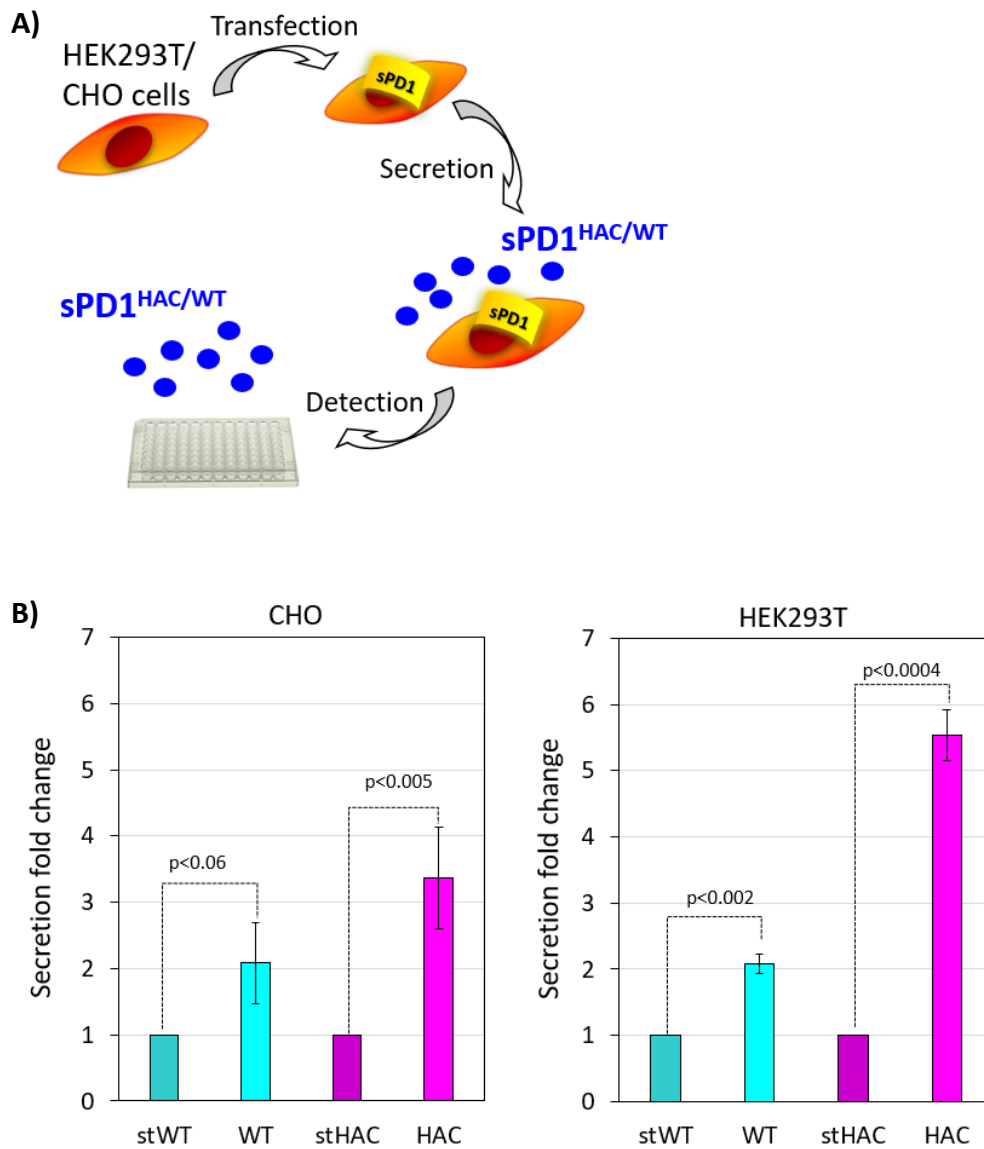 A)
Transfection
HEK293T/
CHO cells
sPD1
Secretion
sPD1HAC/WT
sPD1
sPD1HAC/WT
Detection
B)
CHO
Secretion fold change
7
6
5
4
3
2
1
0
p<0.06
p<0.005
stWT WT stHAC HAC
HEK293T
Secretion fold change
7
6
5
4
3
2
1
0
p<0.002
p<0.0004
stWT WT stHAC HAC